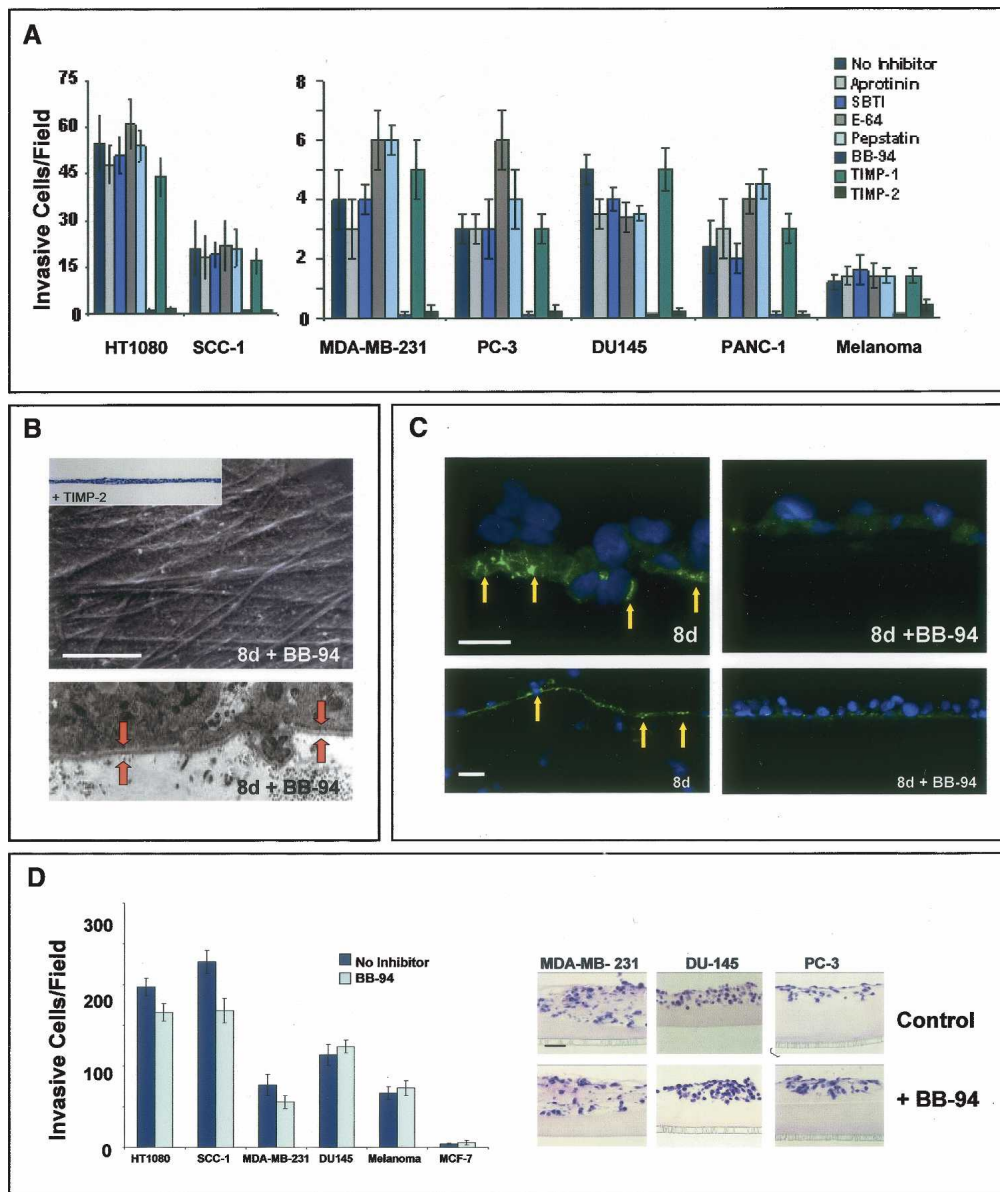 A
Invasive Cells/Field
75
60
45
30
15
0
HT1080 SCC-1
8
6
4
2
0
MDA-MB-231 PC-3 DU145 PANC-1 Melanoma
No Inhibitor
Aprotinin
SBTI
E-64
Pepstatin
BB-94
TIMP-1
TIMP-2
B
+ TIMP-2
8d + BB-94
8d + BB-94
C
8d
8d +BB-94
8d
8d + BB-94
D
Invasive Cells/Field
300
200
100
0
HT1080 SCC-1 MDA-MB-231 DU145 Melanoma MCF-7
No Inhibitor
BB-94
MDA-MB- 231 DU-145 PC-3
Control
+ BB-94